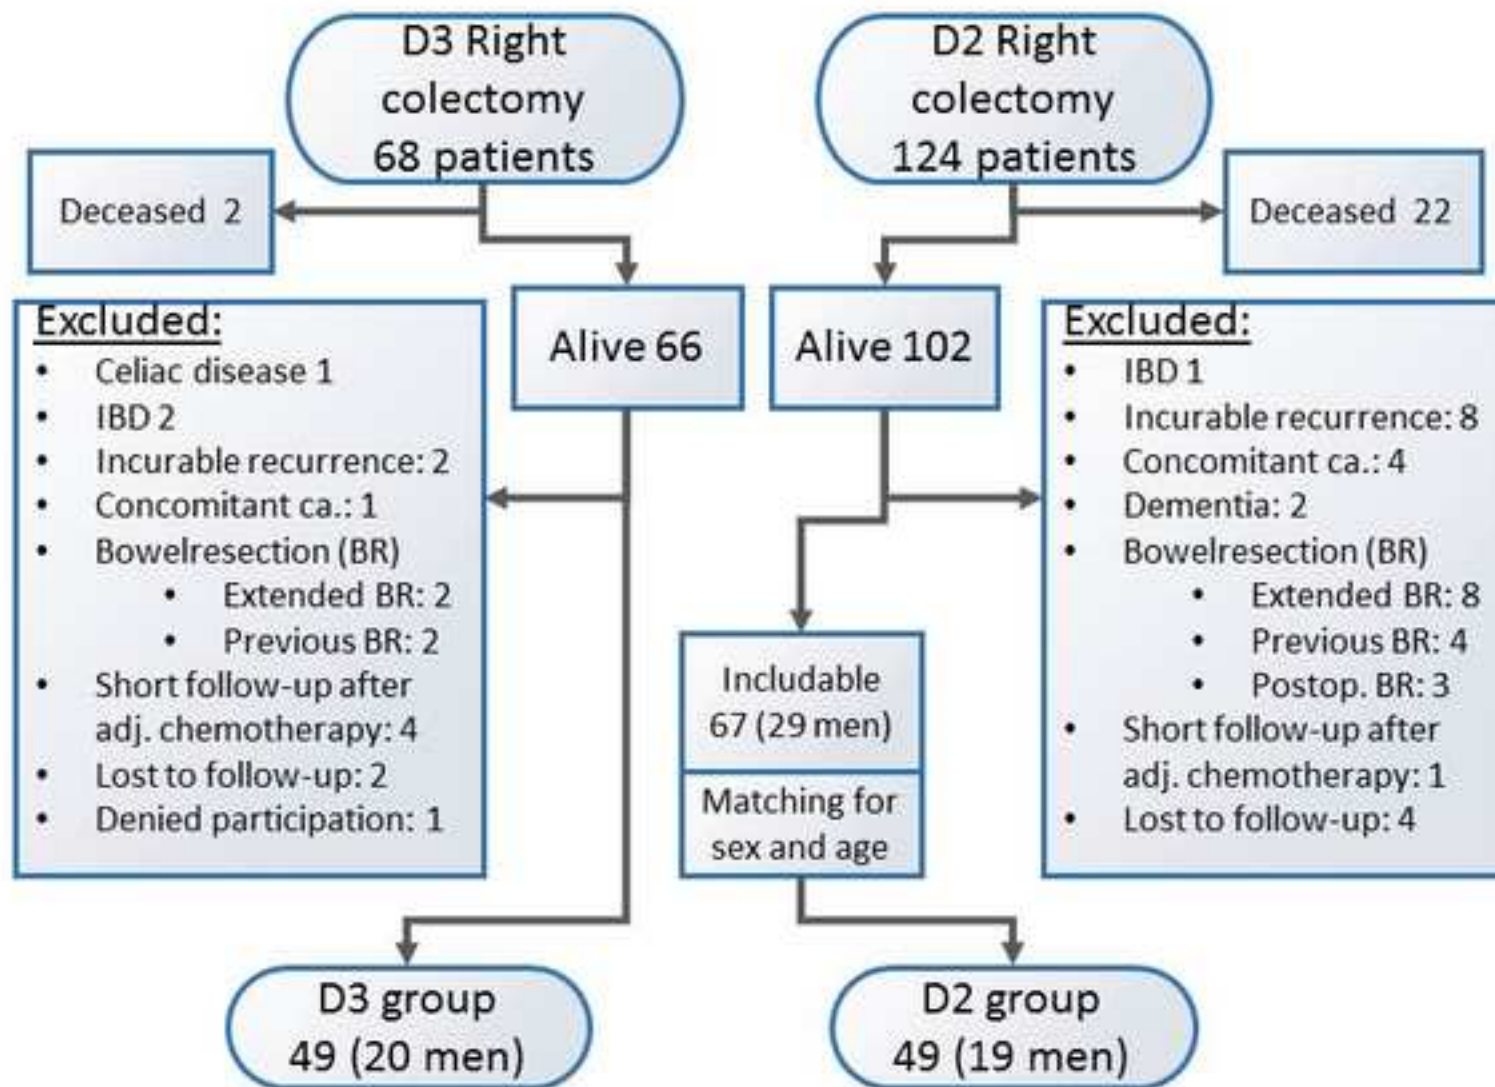 D3 Right
colectomy
68 patients
D2 Right
colectomy
124 patients
Deceased 2
Deceased 22
Alive 66
Alive 102
Excluded:
• Celiac disease 1
• IBD 2
• Incurable recurrence: 2
• Concomitant ca.: 1
• Bowelresection (BR)
• Extended BR: 2
• Previous BR: 2
• Short follow-up after
adj. chemotherapy: 4
• Lost to follow-up: 2
• Denied participation: 1
Excluded:
• IBD 1
• Incurable recurrence: 8
• Concomitant ca.: 4
• Dementia: 2
• Bowelresection (BR)
• Extended BR: 8
• Previous BR: 4
• Postop. BR: 3
• Short follow-up after
adj. chemotherapy: 1
• Lost to follow-up: 4
Includable
67 (29 men)
Matching for
sex and age
D3 group
49 (20 men)
D2 group
49 (19 men)